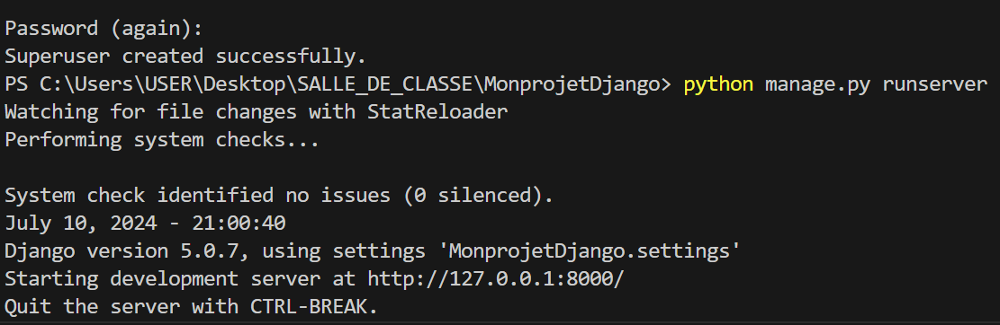 Password (again):
Superuser created successfully.
PS C:\Users\USER\Desktop\SALLE_DE_CLASSE\MonprojetDjango> python manage.py runserver
Watching for file changes with StatReloader
Performing system checks...
System check identified no issues (0 silenced).
July 10, 2024 - 21:00:40
Django version 5.0.7, using settings 'MonprojetDjango.settings'
Starting development server at http://127.0.0.1:8000/
Quit the server with CTRL-BREAK.